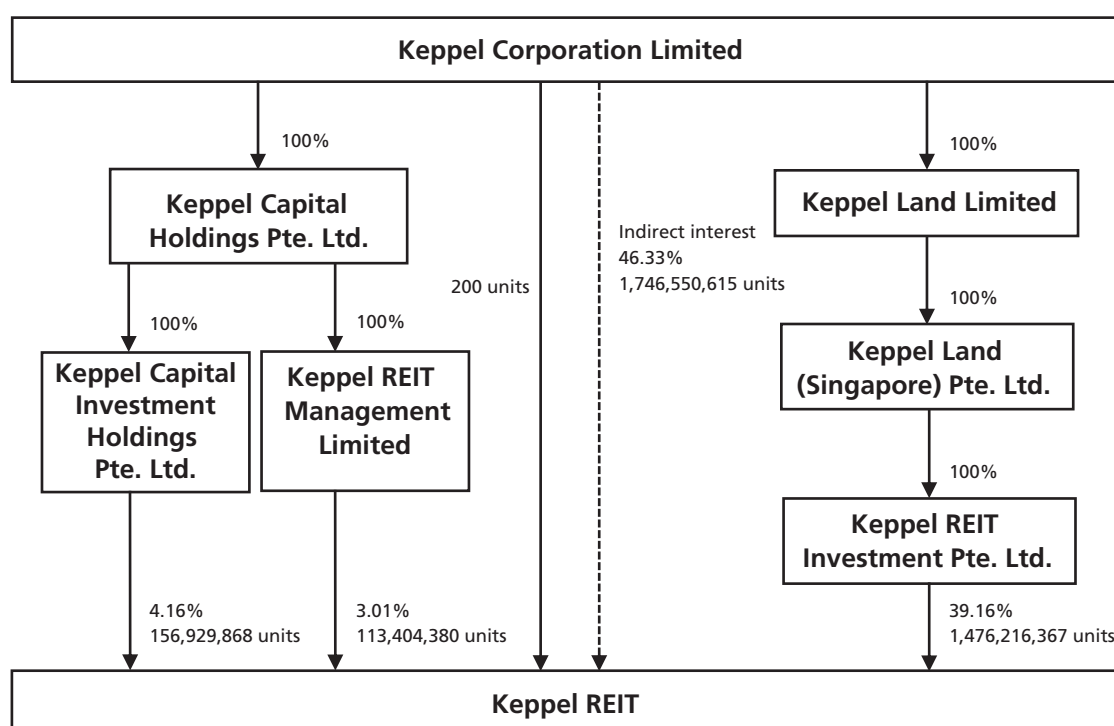 Keppel Corporation Limited
100%
100%
Keppel Capital
Holdings Pte. Ltd.
Keppel Land Limited
Indirect interest
46.33%
1,746,550,615 units
200 units
100%
100%
100%
Keppel Capital
Investment
Holdings
Pte. Ltd.
Keppel REIT
Management
Limited
Keppel Land
(Singapore) Pte. Ltd.
100%
Keppel REIT
Investment Pte. Ltd.
4.16%
156,929,868 units
3.01%
113,404,380 units
39.16%
1,476,216,367 units
Keppel REIT